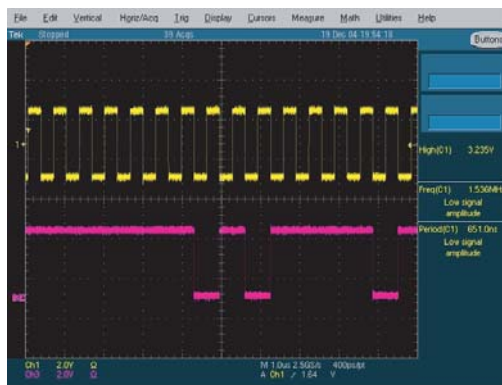 File Edit Vertical Horiz/Acq Trig Display Cursors Measure Math Utilities Help
Tek Stopped 39 Acqs 19 Dec 04 19:54:18
Buttons
High(C1) 3.235V
Freq(C1) 1.536MH
Low signal
amplitude
Period(C1) 651.0ns
Low signal
amplitude
1
Ch1 2.0V Ω
Ch3 2.0V Ω
M 1.0us 2.5GS/s 400ps/pt
A Ch1 / 1.64 V